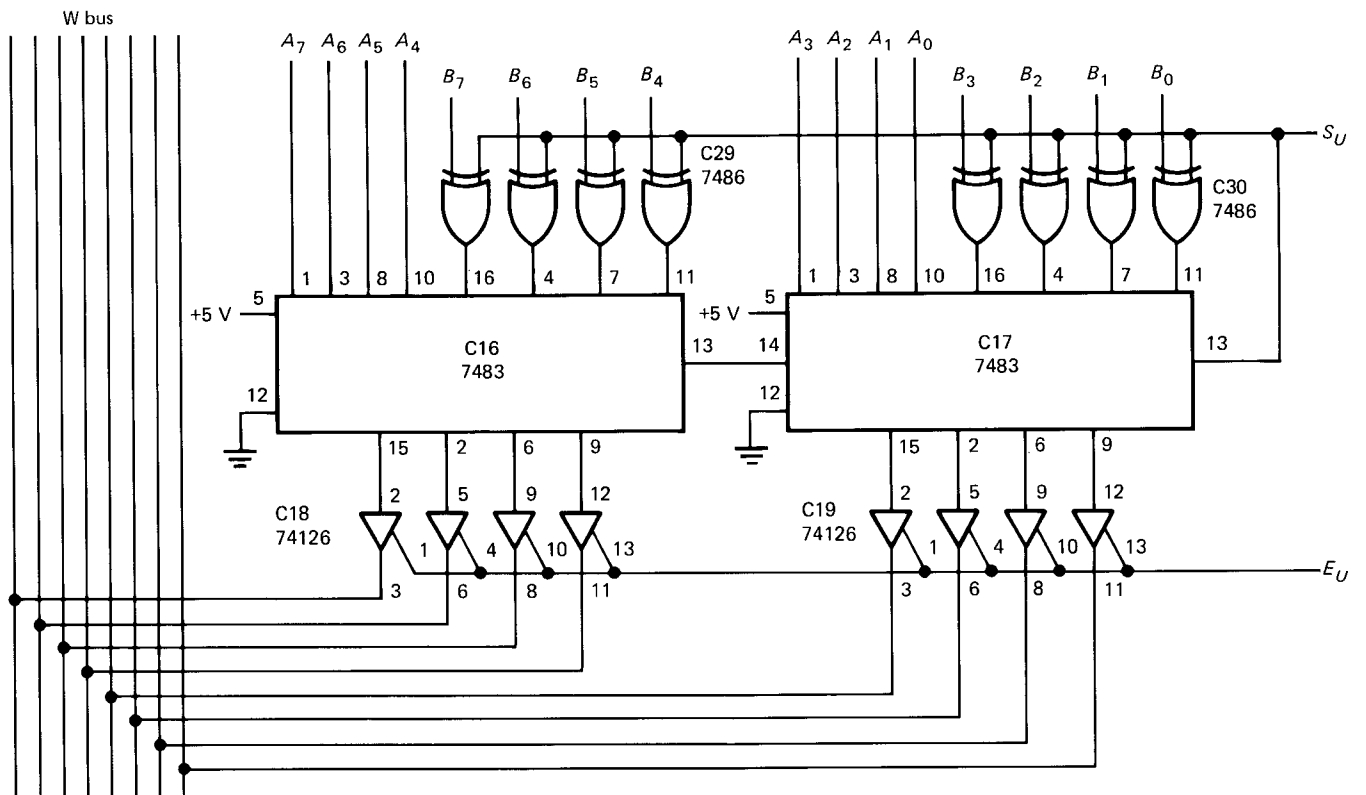 W bus
A7 A6 A5 A4 A3 A2 A1 A0
B7 B6 B5 B4 B3 B2 B1 B0
SU
C29
7486
C30
7486
1 3 8 10 16 4 7 11
1 3 8 10 16 4 7 11
5
+5 V
C16
7483
13
12
5
+5 V
14
C17
7483
13
12
15 2 6 9
15 2 6 9
C18
74126
2 5 9 12
C19
74126
2 5 9 12
1 4 10 13
1 4 10 13
EU
3 6 8 11
3 6 8 11